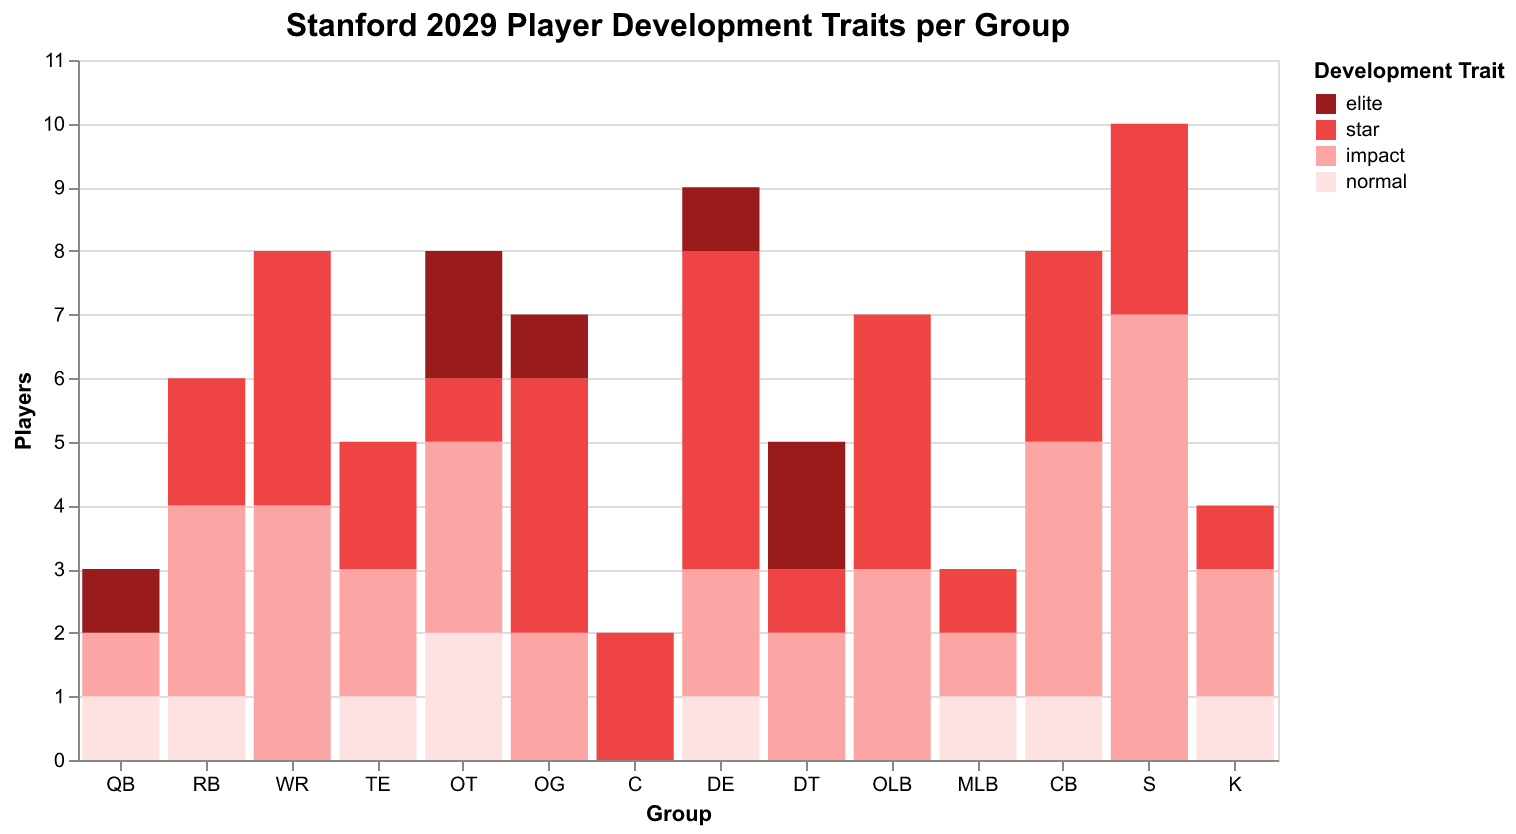 Stanford 2029 Player Development Traits per Group
11
10
9
8
7
6
5
4
3
2
1
0
Players
QB RB WR TE OT OG C DE DT OLB MLB CB S K
Group
Development Trait
elite
star
impact
normal